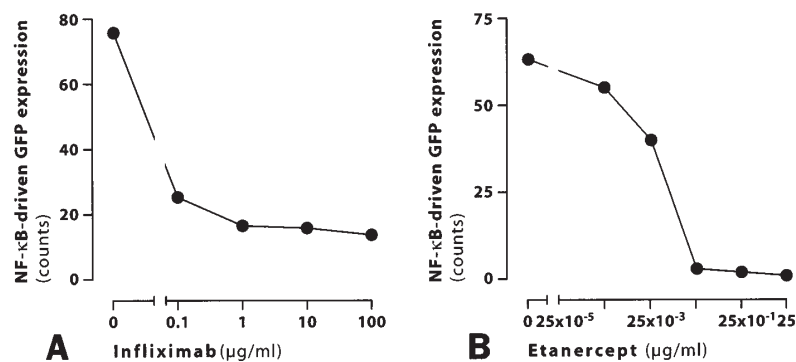 NF-κB-driven GFP expression
(counts)
80
60
40
20
0
0 0.1 1 10 100
A Infliximab (µg/ml)
NF-κB-driven GFP expression
(counts)
75
50
25
0
0 25x10-5 25x10-3 25x10-1 25
B Etanercept (µg/ml)